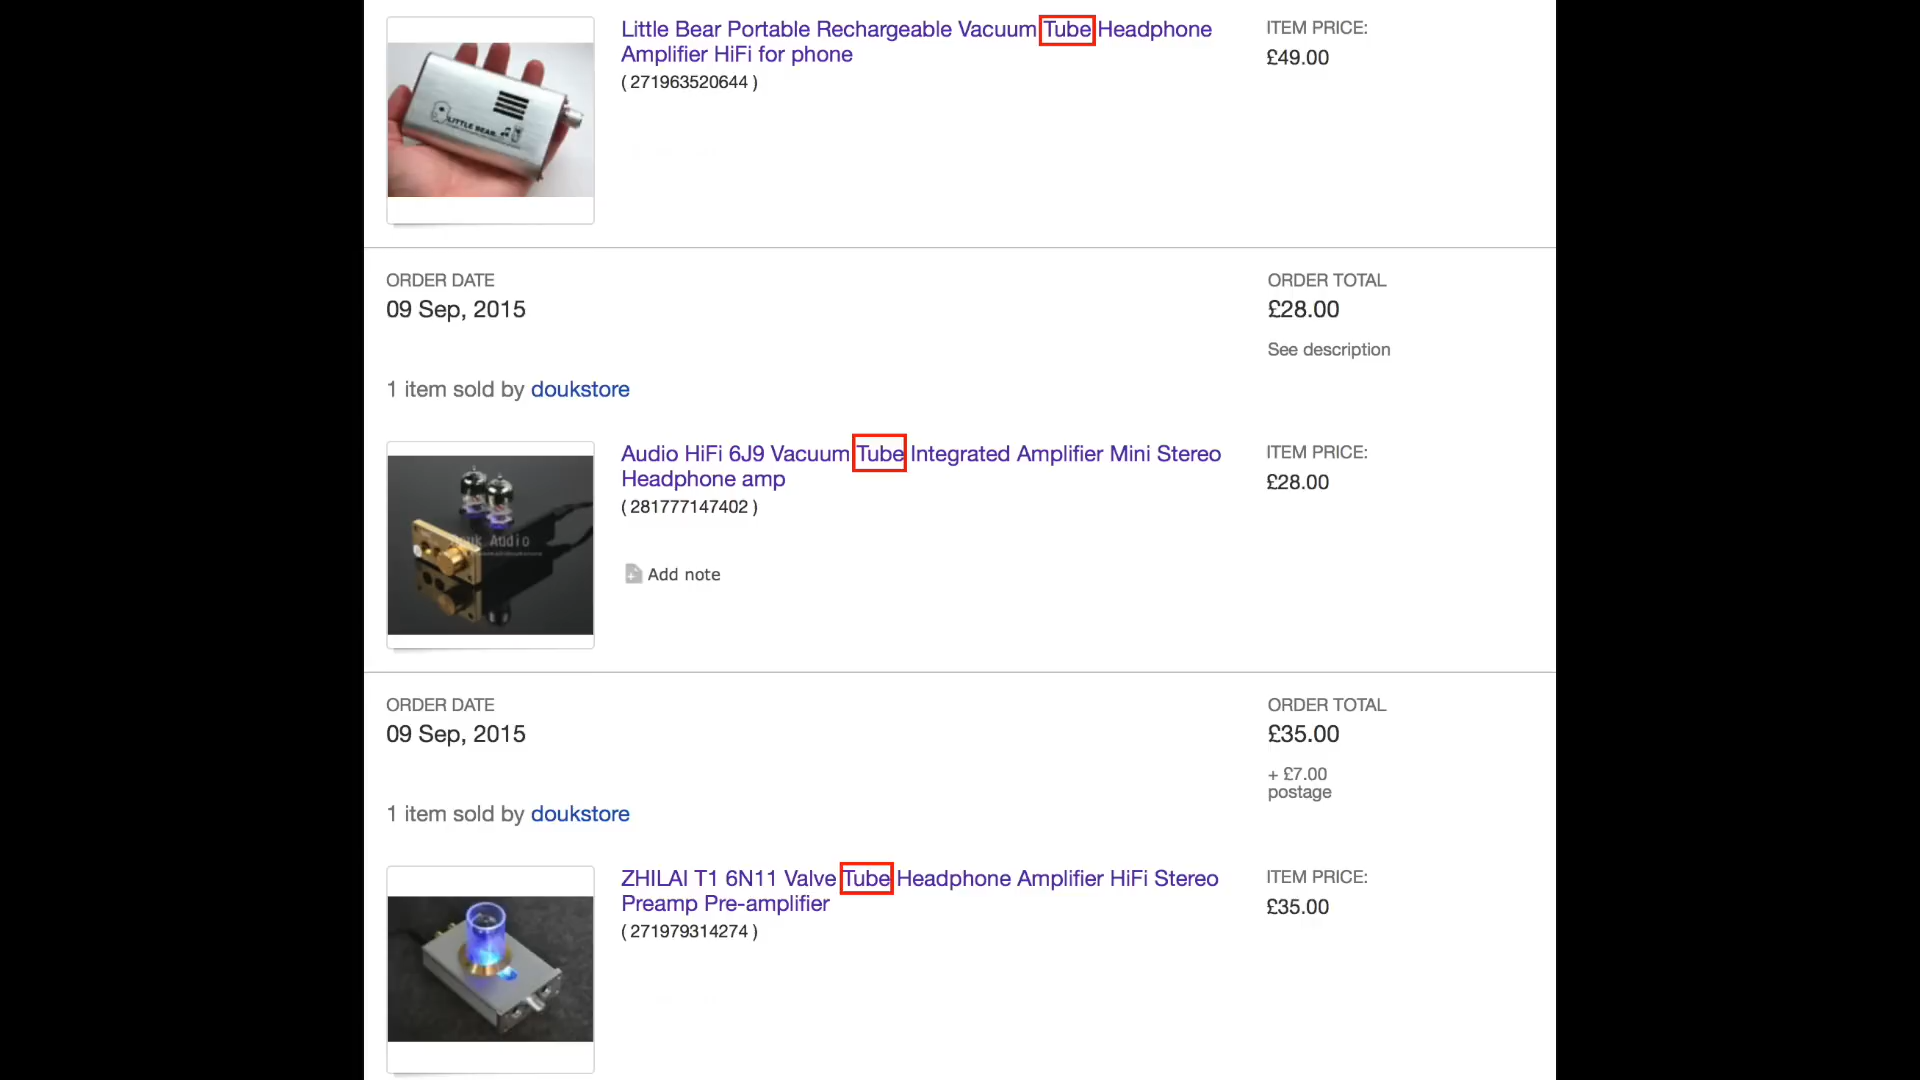 Little Bear Portable Rechargeable Vacuum Tube Headphone
Amplifier HiFi for phone
( 271963520644 )
ITEM PRICE:
£49.00
LITTLE BEAR.
ORDER DATE
09 Sep, 2015
ORDER TOTAL
£28.00
See description
1 item sold by doukstore
Audio HiFi 6J9 Vacuum Tube Integrated Amplifier Mini Stereo
Headphone amp
( 281777147402 )
ITEM PRICE:
£28.00
Douk Audio
Add note
ORDER DATE
09 Sep, 2015
ORDER TOTAL
£35.00
+ £7.00
postage
1 item sold by doukstore
ZHILAI T1 6N11 Valve Tube Headphone Amplifier HiFi Stereo
Preamp Pre-amplifier
( 271979314274 )
ITEM PRICE:
£35.00